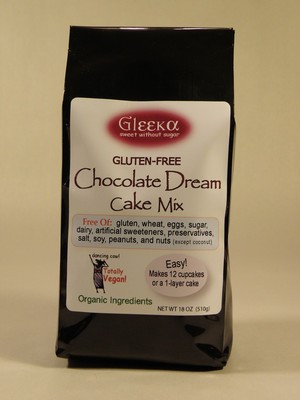 Gleeka
sweet without sugar
GLUTEN-FREE
Chocolate Dream
Cake Mix
Free Of: gluten, wheat, eggs, sugar,
dairy, artificial sweeteners, preservatives,
salt, soy, peanuts, and nuts (except coconut)
dancing cow!
Totally
Vegan!
Easy!
Makes 12 cupcakes
or a 1-layer cake
Organic Ingredients
NET WT 18 OZ (510g)